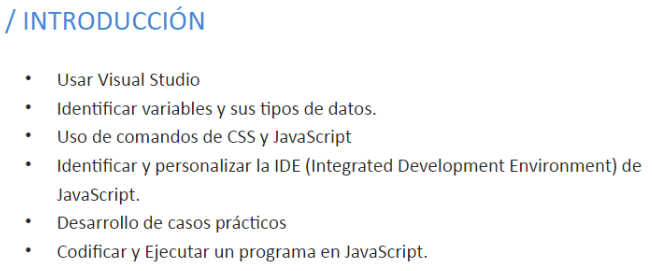 / INTRODUCCIÓN
• Usar Visual Studio
• Identificar variables y sus tipos de datos.
• Uso de comandos de CSS y JavaScript
• Identificar y personalizar la IDE (Integrated Development Environment) de
JavaScript.
• Desarrollo de casos prácticos
• Codificar y Ejecutar un programa en JavaScript.